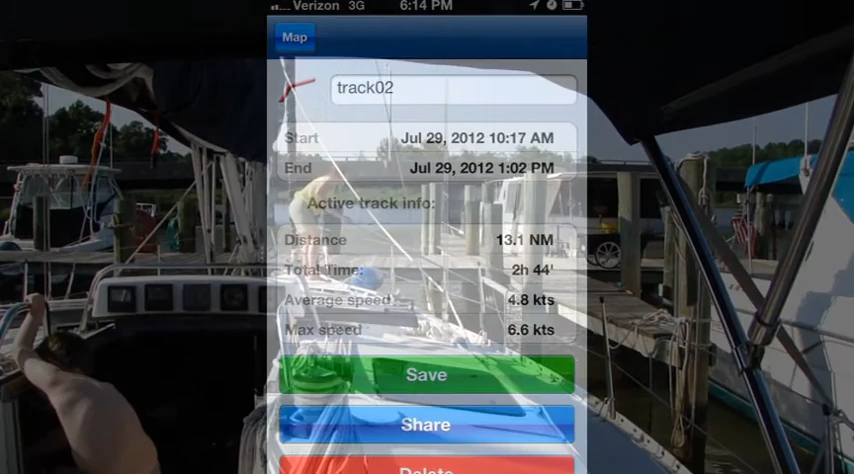 Verizon 3G 6:14 PM
Map
track02
Start Jul 29, 2012 10:17 AM
End Jul 29, 2012 1:02 PM
Active track info:
Distance 13.1 NM
Total Time: 2h 44'
Average speed 4.8 kts
Max speed 6.6 kts
Save
Share
Delete